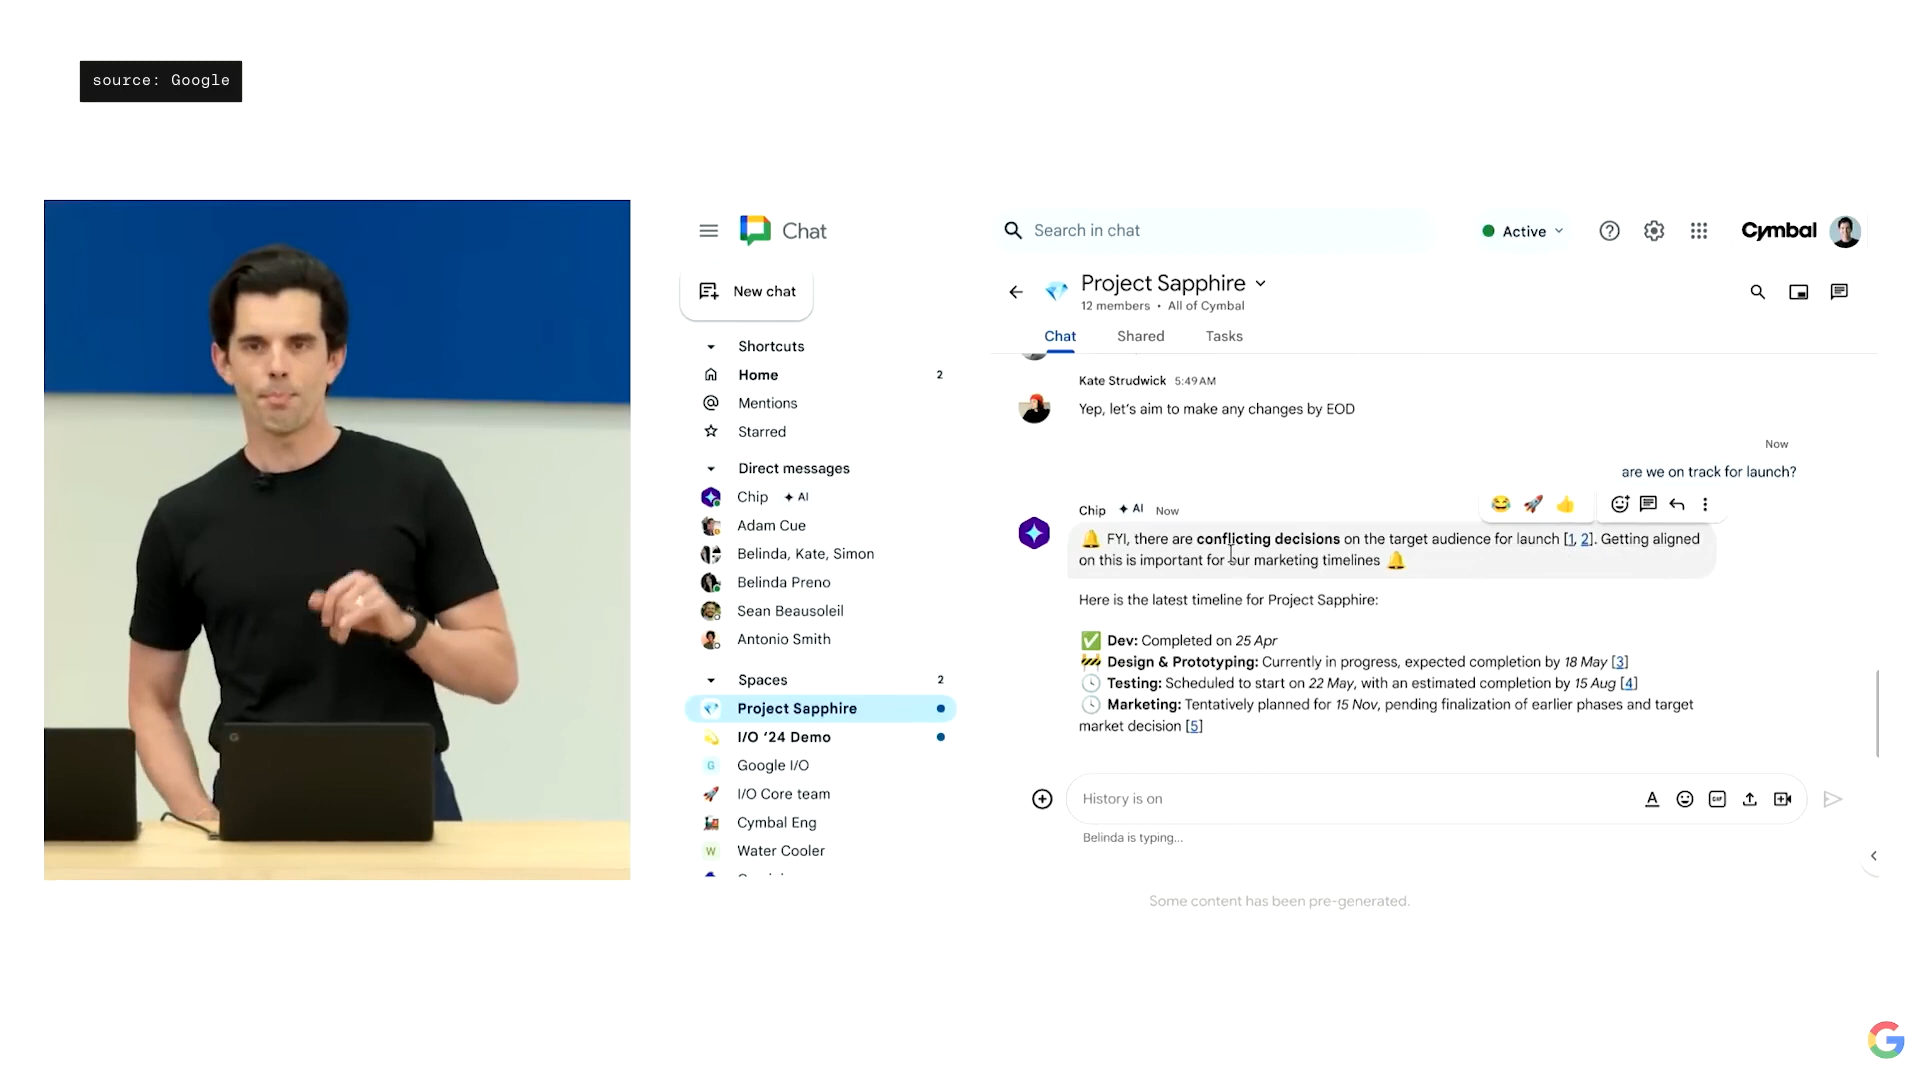 source: Google
Chat
Search in chat
Active
Cymbal
New chat
Project Sapphire
12 members • All of Cymbal
Chat Shared Tasks
Shortcuts
Home 2
Mentions
Starred
Direct messages
Chip AI
Adam Cue
Belinda, Kate, Simon
Belinda Preno
Sean Beausoleil
Antonio Smith
Spaces 2
Project Sapphire
I/O ‘24 Demo
G Google I/O
I/O Core team
Cymbal Eng
W Water Cooler
Kate Strudwick 5:49 AM
Yep, let’s aim to make any changes by EOD
Now
are we on track for launch?
Chip AI Now
FYI, there are conflicting decisions on the target audience for launch [1, 2]. Getting aligned
on this is important for our marketing timelines
Here is the latest timeline for Project Sapphire:
Dev: Completed on 25 Apr
Design & Prototyping: Currently in progress, expected completion by 18 May [3]
Testing: Scheduled to start on 22 May, with an estimated completion by 15 Aug [4]
Marketing: Tentatively planned for 15 Nov, pending finalization of earlier phases and target
market decision [5]
History is on
GIF
Belinda is typing...
Some content has been pre-generated.